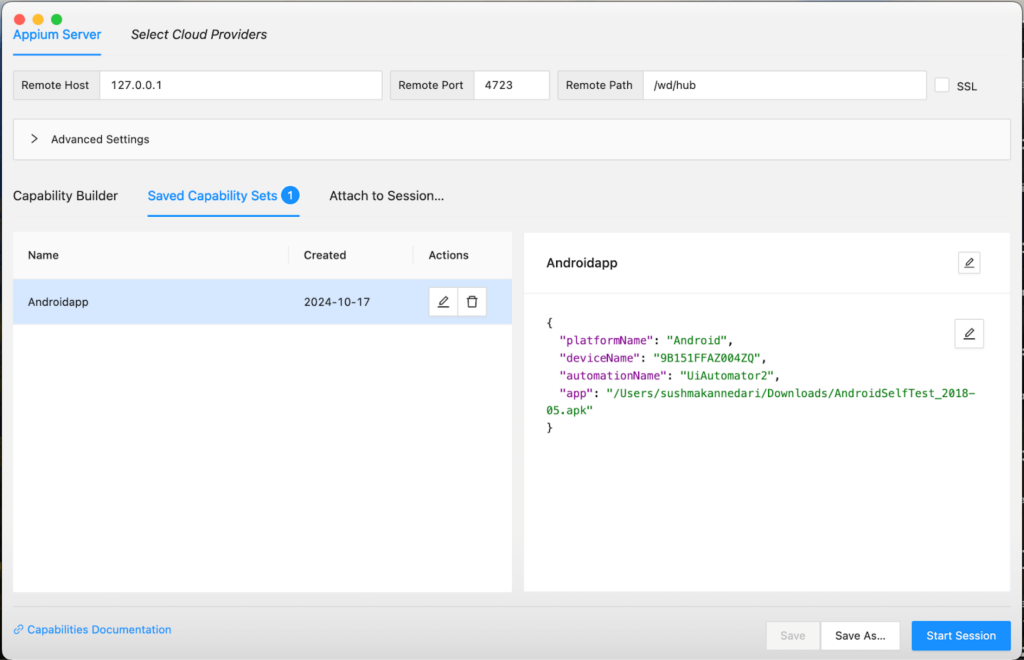 Appium Server Select Cloud Providers
Remote Host 127.0.0.1 Remote Port 4723 Remote Path /wd/hub SSL
Advanced Settings
Capability Builder Saved Capability Sets 1 Attach to Session...
Name Created Actions
Androidapp 2024-10-17
Androidapp
{
"platformName": "Android",
"deviceName": "9B151FFAZ004ZQ",
"automationName": "UiAutomator2",
"app": "/Users/sushmakannedari/Downloads/AndroidSelfTest_2018-
05.apk"
}
Capabilities Documentation
Save Save As... Start Session